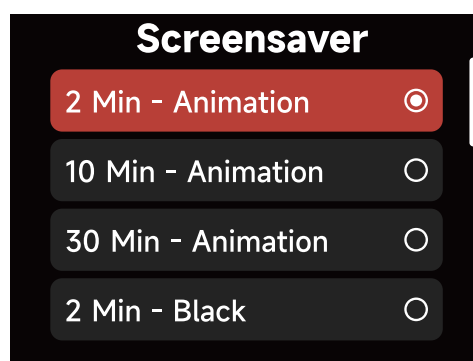 Screensaver
2 Min - Animation
10 Min - Animation
30 Min - Animation
2 Min - Black